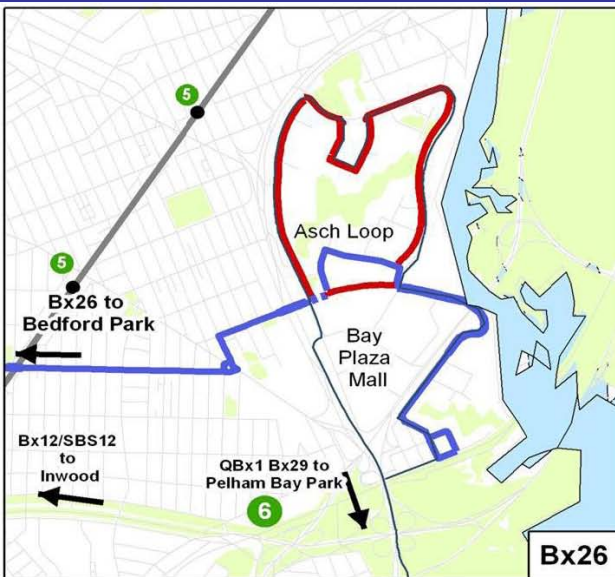 5
Asch Loop
5
Bx26 to
Bedford Park
Bay
Plaza
Mall
Bx12/SBS12
to
Inwood
QBx1 Bx29 to
Pelham Bay Park
6
Bx26